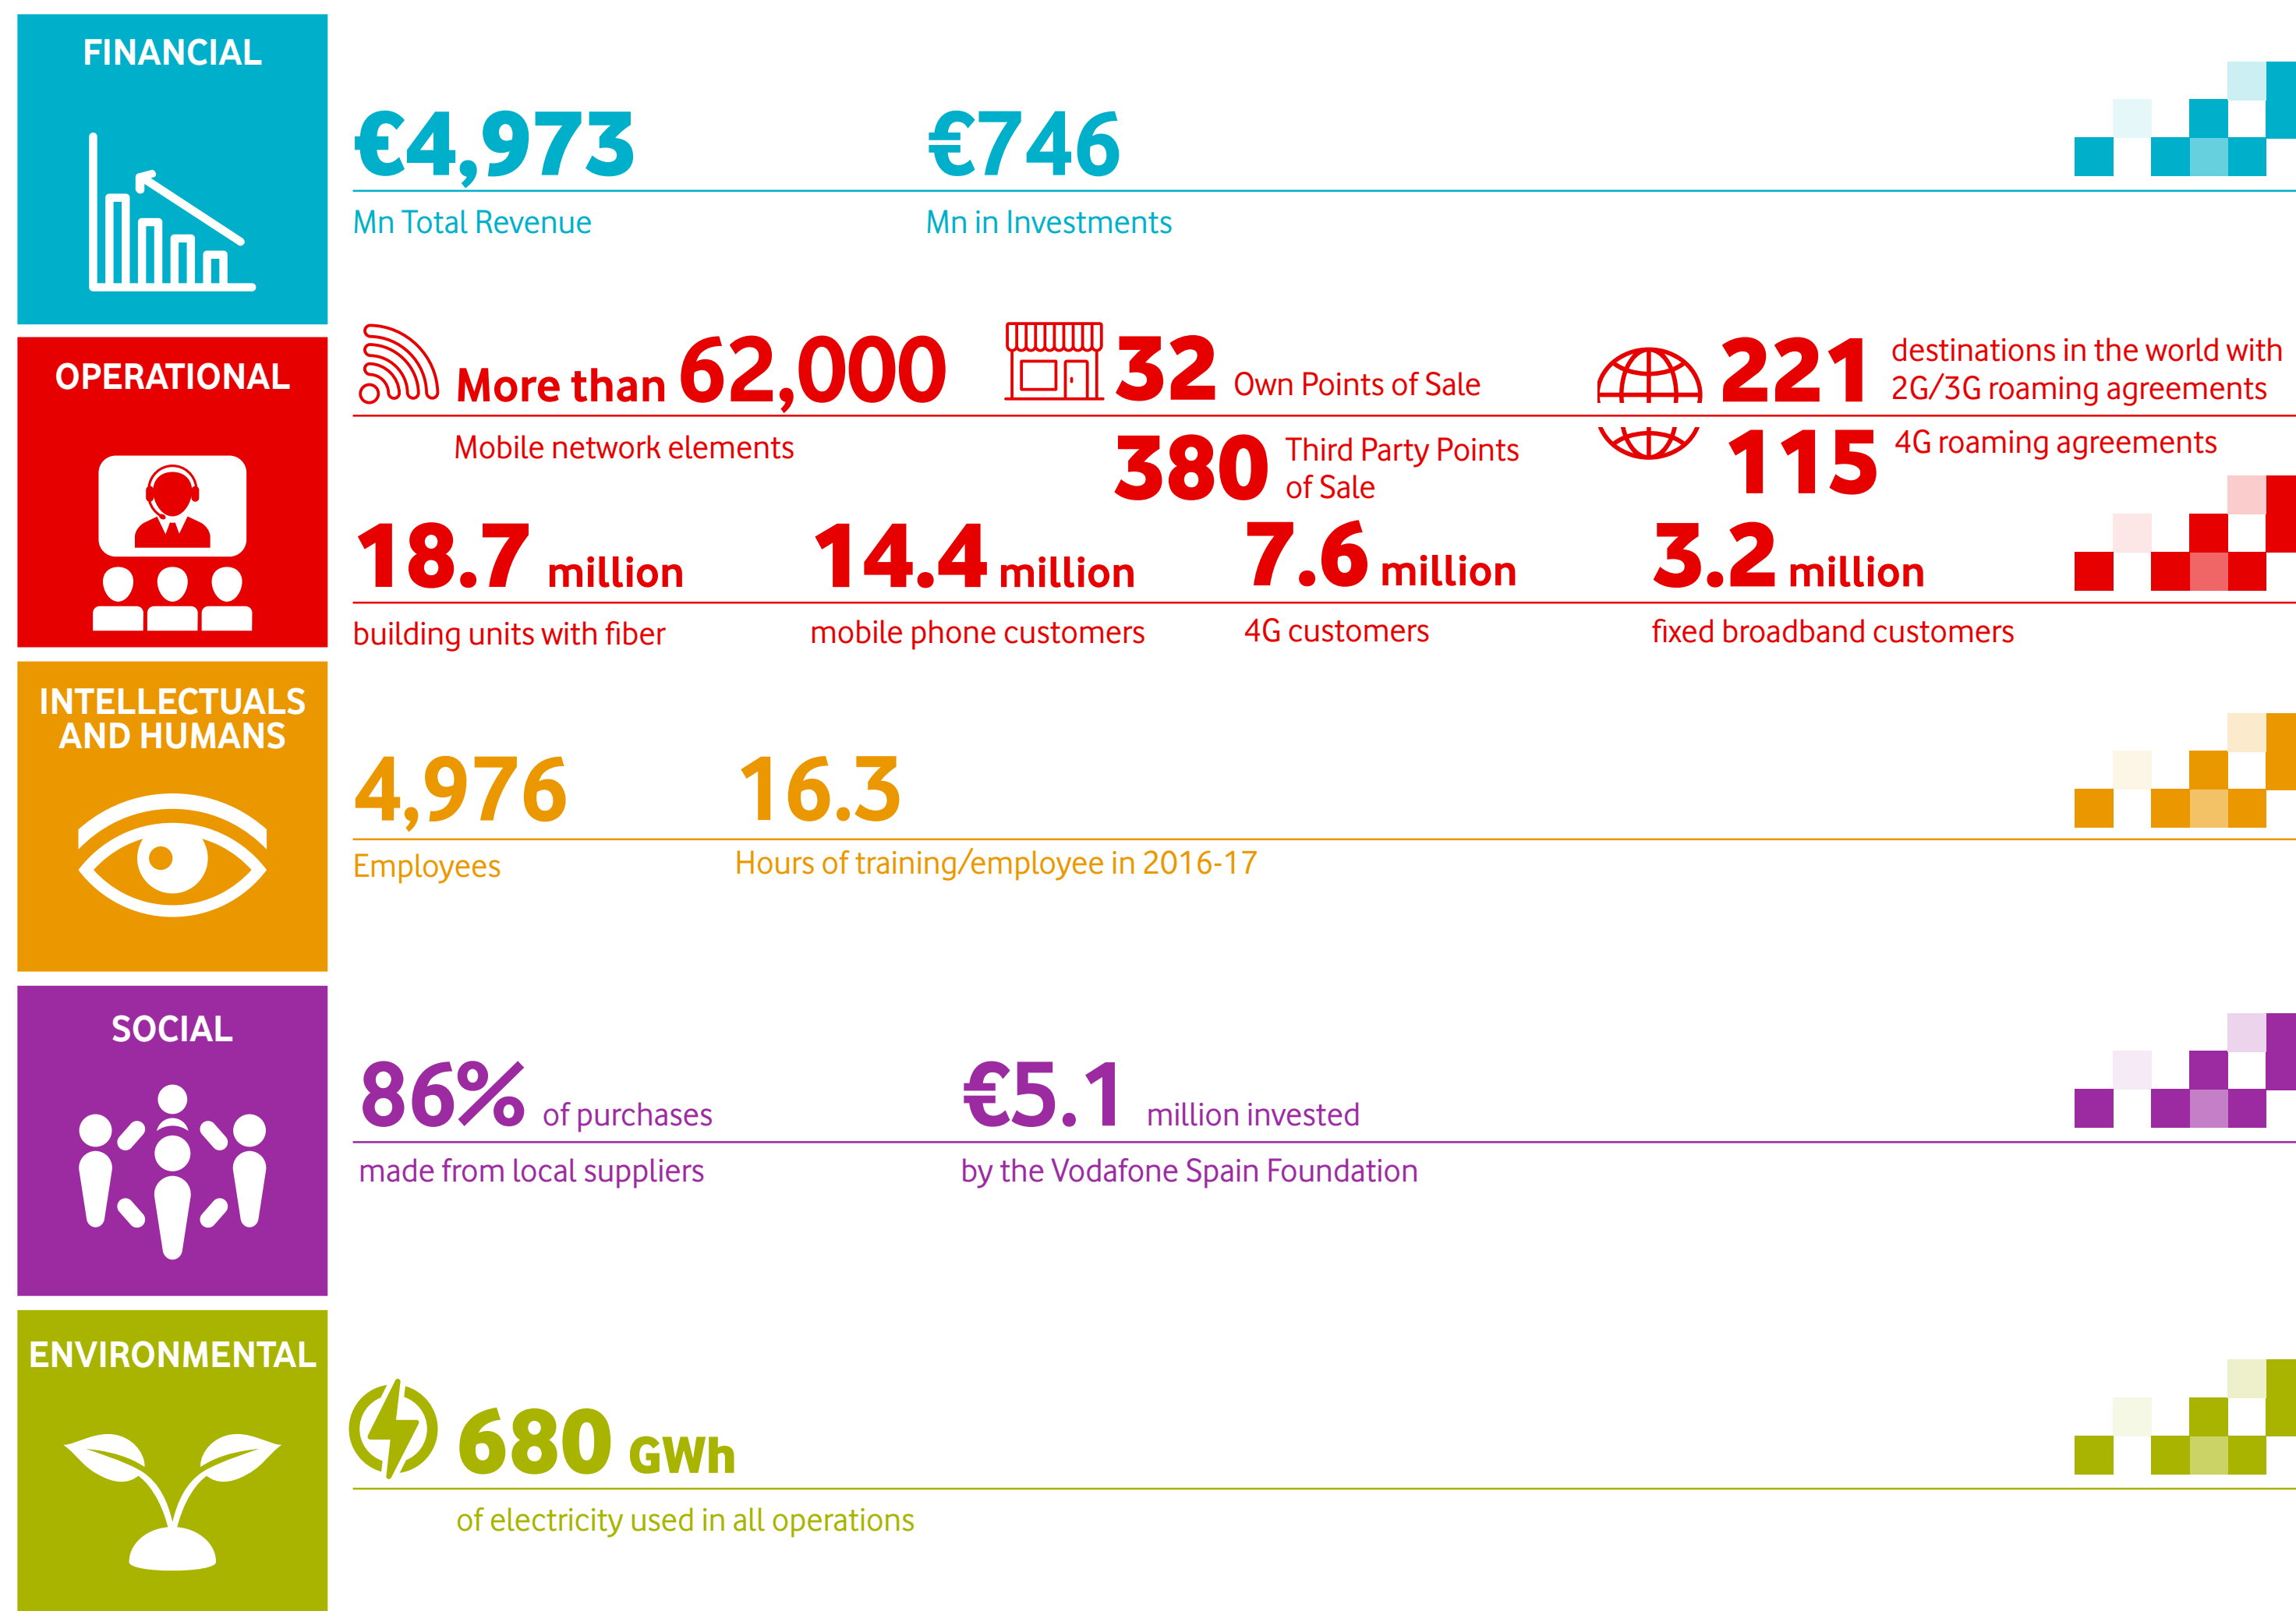 FINANCIAL
€4,973
Mn Total Revenue
€746
Mn in Investments
OPERATIONAL
More than 62,000
Mobile network elements
32 Own Points of Sale
380 Third Party Points
of Sale
221 destinations in the world with
2G/3G roaming agreements
115 4G roaming agreements
18.7 million
building units with fiber
14.4 million
mobile phone customers
7.6 million
4G customers
3.2 million
fixed broadband customers
INTELLECTUALS
AND HUMANS
4,976
Employees
16.3
Hours of training/employee in 2016-17
SOCIAL
86% of purchases
made from local suppliers
€5.1 million invested
by the Vodafone Spain Foundation
ENVIRONMENTAL
680 GWh
of electricity used in all operations